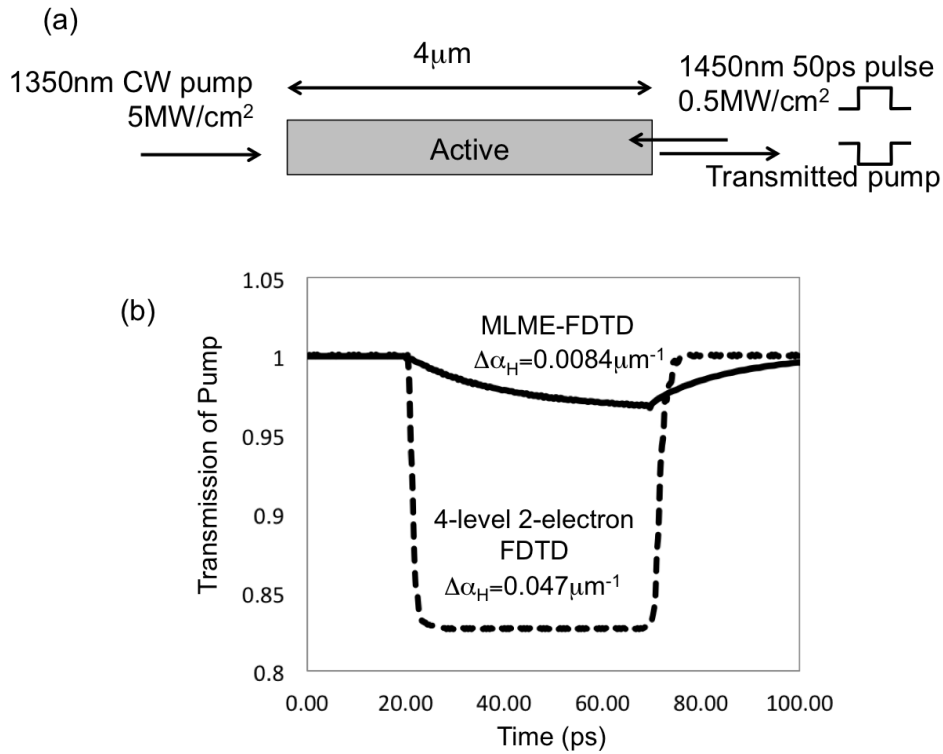 (a)
4μm
1350nm CW pump
5MW/cm²
1450nm 50ps pulse
0.5MW/cm²
Active
Transmitted pump
(b)
Transmission of Pump
1.05
1
0.95
0.9
0.85
0.8
MLME-FDTD
Δα_H=0.0084μm⁻¹
4-level 2-electron
FDTD
Δα_H=0.047μm⁻¹
0.00 20.00 40.00 60.00 80.00 100.00
Time (ps)